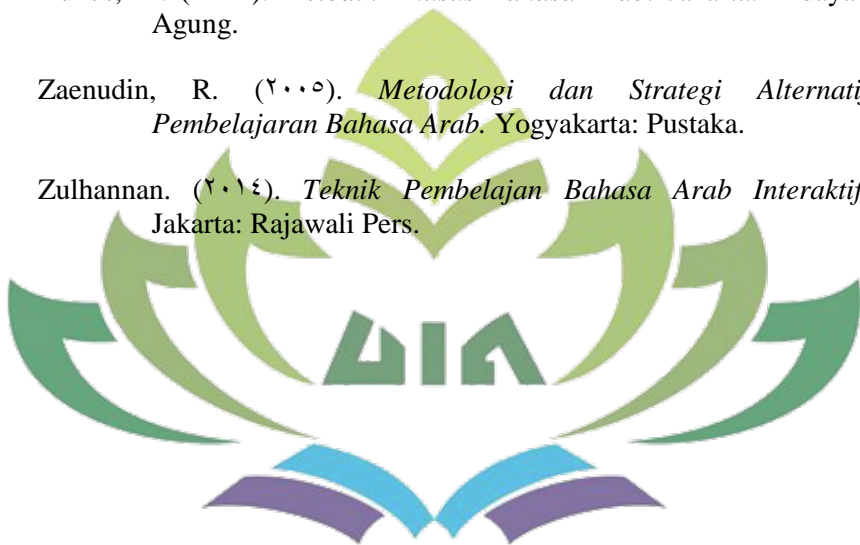 Agung.
Zaenudin, R. (٢٠٠٥). Metodologi dan Strategi Alternatif
Pembelajaran Bahasa Arab. Yogyakarta: Pustaka.
Zulhannan. (٢٠١٤). Teknik Pembelajan Bahasa Arab Interaktif
Jakarta: Rajawali Pers.
UIN